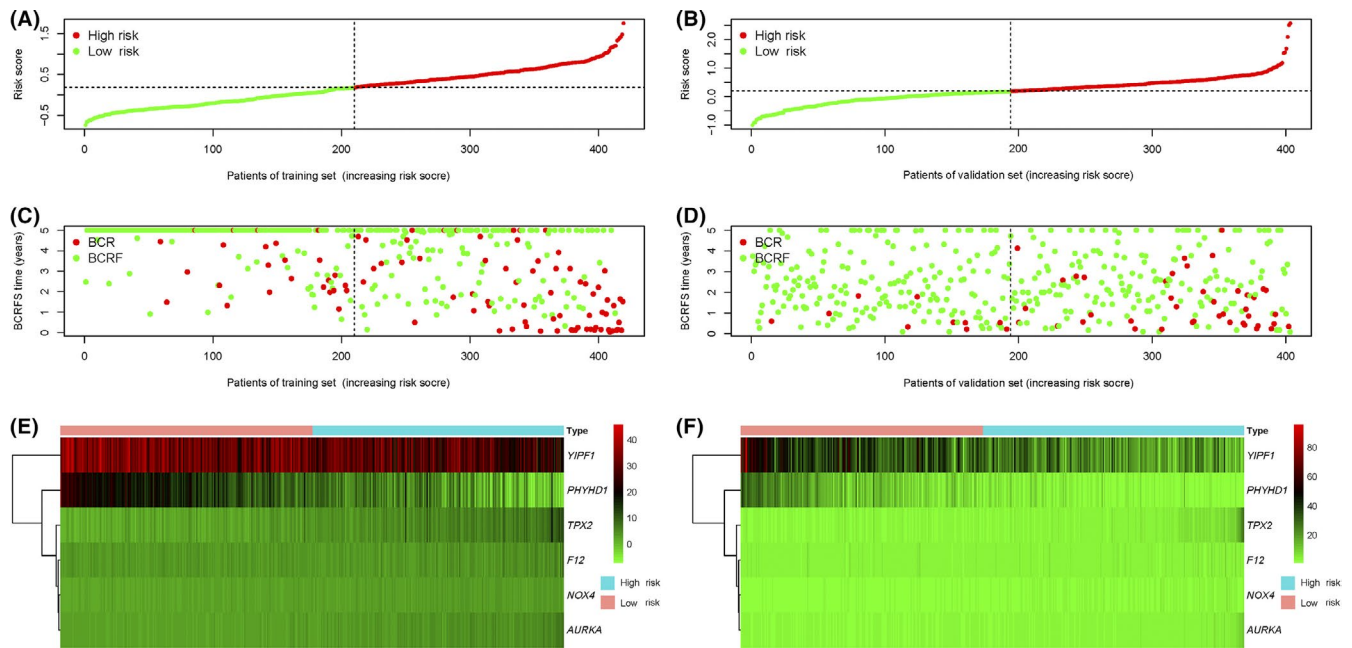 (A)
High risk
Low risk
Risk score
1.5
0.5
−0.5
0 100 200 300 400
Patients of training set (increasing risk socre)
(B)
High risk
Low risk
Risk score
2.0
1.0
0.0
−1.0
0 100 200 300 400
Patients of validation set (increasing risk socre)
(C)
BCR
BCRF
BCRFS time (years)
5
4
3
2
1
0
0 100 200 300 400
Patients of training set (increasing risk socre)
(D)
BCR
BCRF
BCRFS time (years)
5
4
3
2
1
0
0 100 200 300 400
Patients of validation set (increasing risk socre)
(E)
Type
YIPF1
PHYHD1
TPX2
F12
NOX4
AURKA
40
30
20
10
0
High risk
Low risk
(F)
Type
YIPF1
PHYHD1
TPX2
F12
NOX4
AURKA
80
60
40
20
High risk
Low risk